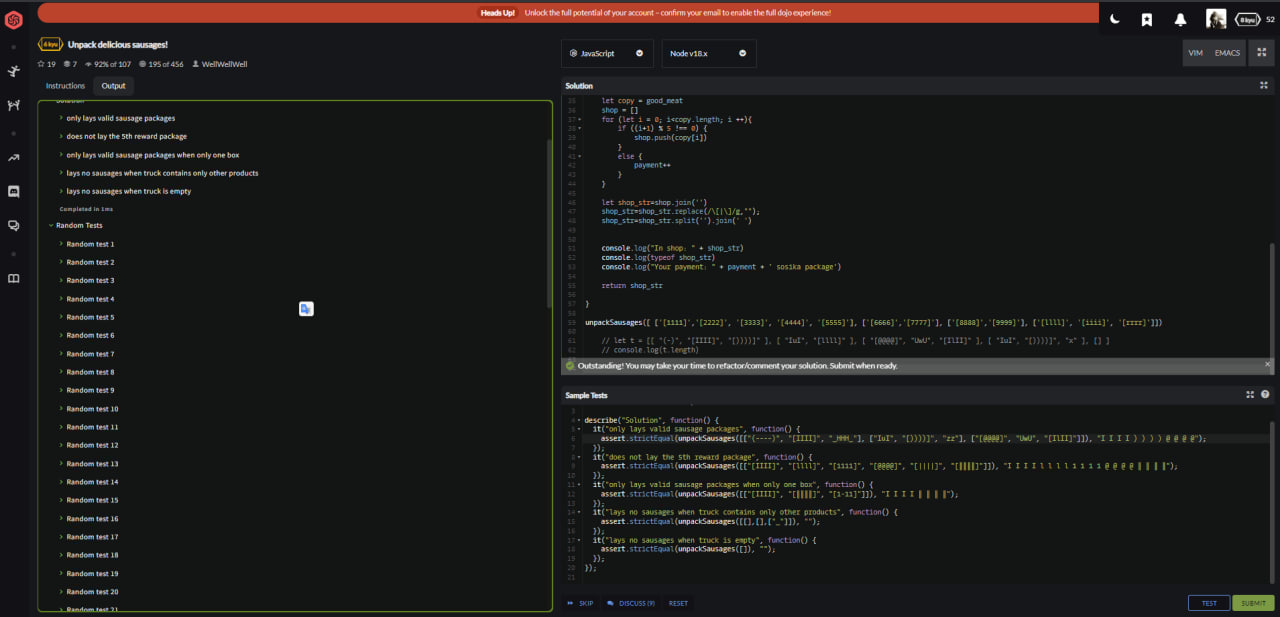 Heads Up! Unlock the full potential of your account – confirm your email to enable the full dojo experience!
8 kyu 52
6 kyu Unpack delicious sausages!
19 7 92% of 107 195 of 456 WellWellWell
JavaScript Node v18.x VIM EMACS
Instructions Output
Solution
only lays valid sausage packages
does not lay the 5th reward package
only lays valid sausage packages when only one box
lays no sausages when truck contains only other products
lays no sausages when truck is empty
Completed in 1ms
Random Tests
Random test 1
Random test 2
Random test 3
Random test 4
Random test 5
Random test 6
Random test 7
Random test 8
Random test 9
Random test 10
Random test 11
Random test 12
Random test 13
Random test 14
Random test 15
Random test 16
Random test 17
Random test 18
Random test 19
Random test 20
Random test 21
Solution
35 let copy = good_meat
36 shop = []
37 for (let i = 0; i<copy.length; i ++){
38 if ((i+1) % 5 !== 0) {
39 shop.push(copy[i])
40 }
41 else {
42 payment++
43 }
44 }
45
46 let shop_str=shop.join('')
47 shop_str=shop_str.replace(/\[|\]/g,"");
48 shop_str=shop_str.split('').join(' ')
49
50
51 console.log("In shop: " + shop_str)
52 console.log(typeof shop_str)
53 console.log("Your payment: " + payment + ' sosika package')
54
55 return shop_str
56
57 }
58
59 unpackSausages([ ['[1111]','[2222]', '[3333]', '[4444]', '[5555]'], ['[6666]','[7777]'], ['[8888]','[9999]'], ['[llll]', '[iiii]', '[rrrr]']])
60
61 // let t = [[ "(-)", "[IIII]", "[))))]" ], [ "IuI", "[llll]" ], [ "[@@@@]", "UwU", "[IlII]" ], [ "IuI", "[))))]", "x" ], [] ]
62 // console.log(t.length)
Outstanding! You may take your time to refactor/comment your solution. Submit when ready.
Sample Tests
3
4 describe("Solution", function() {
5 it("only lays valid sausage packages", function() {
6 assert.strictEqual(unpackSausages([["(----)", "[IIII]", "_HHH_"], ["IuI", "[))))]", "zz"], ["[@@@@]", "UwU", "[IlII]"]]), "I I I I ) ) ) ) @ @ @ @");
7 });
8 it("does not lay the 5th reward package", function() {
9 assert.strictEqual(unpackSausages([["[IIII]", "[llll]", "[1111]", "[@@@@]", "[||||]", "[‖‖‖‖]"]]), "I I I I l l l l 1 1 1 1 @ @ @ @ ‖ ‖ ‖ ‖");
10 });
11 it("only lays valid sausage packages when only one box", function() {
12 assert.strictEqual(unpackSausages([["[IIII]", "[‖‖‖‖]", "[1-11]"]]), "I I I I ‖ ‖ ‖ ‖");
13 });
14 it("lays no sausages when truck contains only other products", function() {
15 assert.strictEqual(unpackSausages([[],[],["_"]]), "");
16 });
17 it("lays no sausages when truck is empty", function() {
18 assert.strictEqual(unpackSausages([]), "");
19 });
20 });
21
SKIP DISCUSS (9) RESET TEST SUBMIT